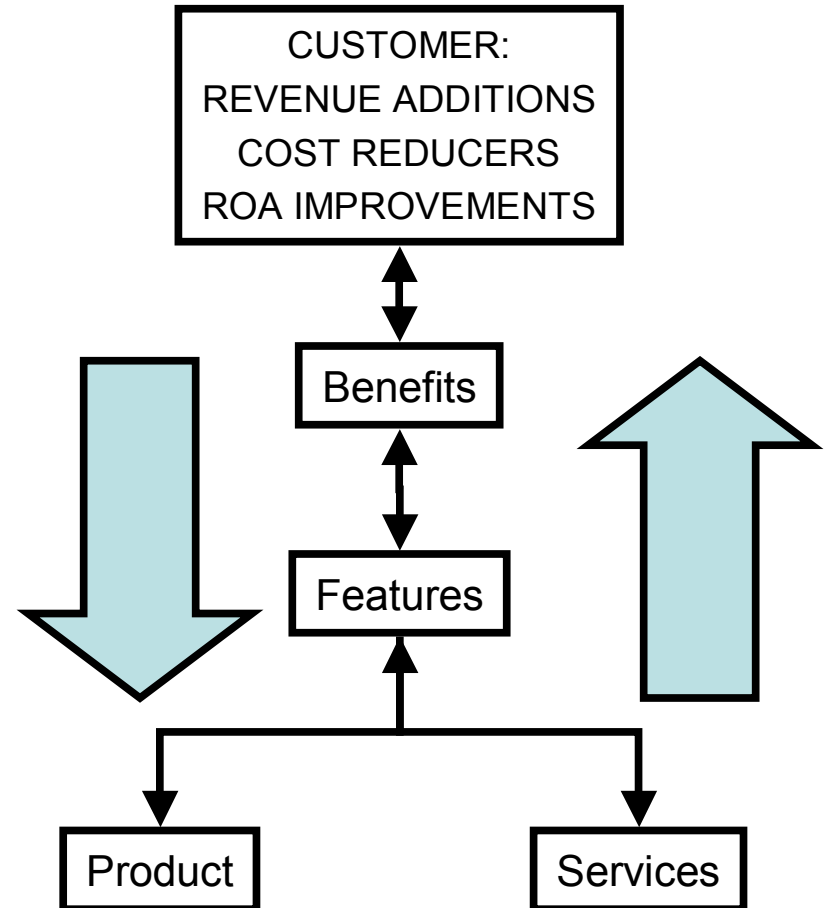 CUSTOMER:
REVENUE ADDITIONS
COST REDUCERS
ROA IMPROVEMENTS
Benefits
Features
Product
Services